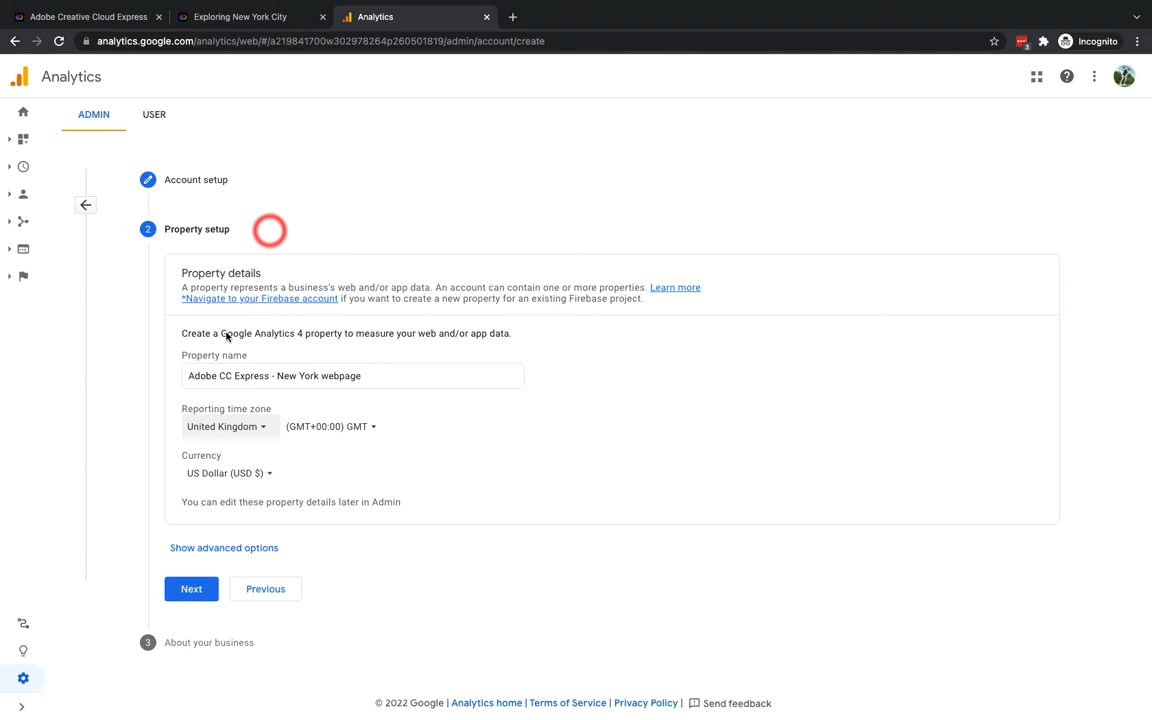 Adobe Creative Cloud Express
Exploring New York City
Analytics
analytics.google.com/analytics/web/#/a219841700w302978264p260501819/admin/account/create
3
Incognito
Analytics
ADMIN
USER
Account setup
2
Property setup
Property details
A property represents a business's web and/or app data. An account can contain one or more properties. Learn more
*Navigate to your Firebase account if you want to create a new property for an existing Firebase project.
Create a Google Analytics 4 property to measure your web and/or app data.
Property name
Adobe CC Express - New York webpage
Reporting time zone
United Kingdom (GMT+00:00) GMT
Currency
US Dollar (USD $)
You can edit these property details later in Admin
Show advanced options
Next
Previous
3
About your business
© 2022 Google | Analytics home | Terms of Service | Privacy Policy | Send feedback